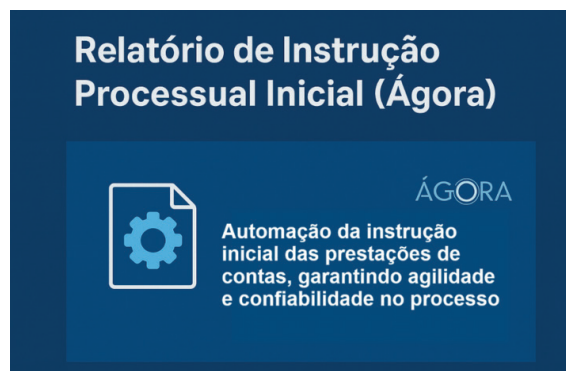 Relatório de Instrução
Processual Inicial (Ágora)
ÁGORA
Automação da instrução
inicial das prestações de
contas, garantindo agilidade
e confiabilidade no processo